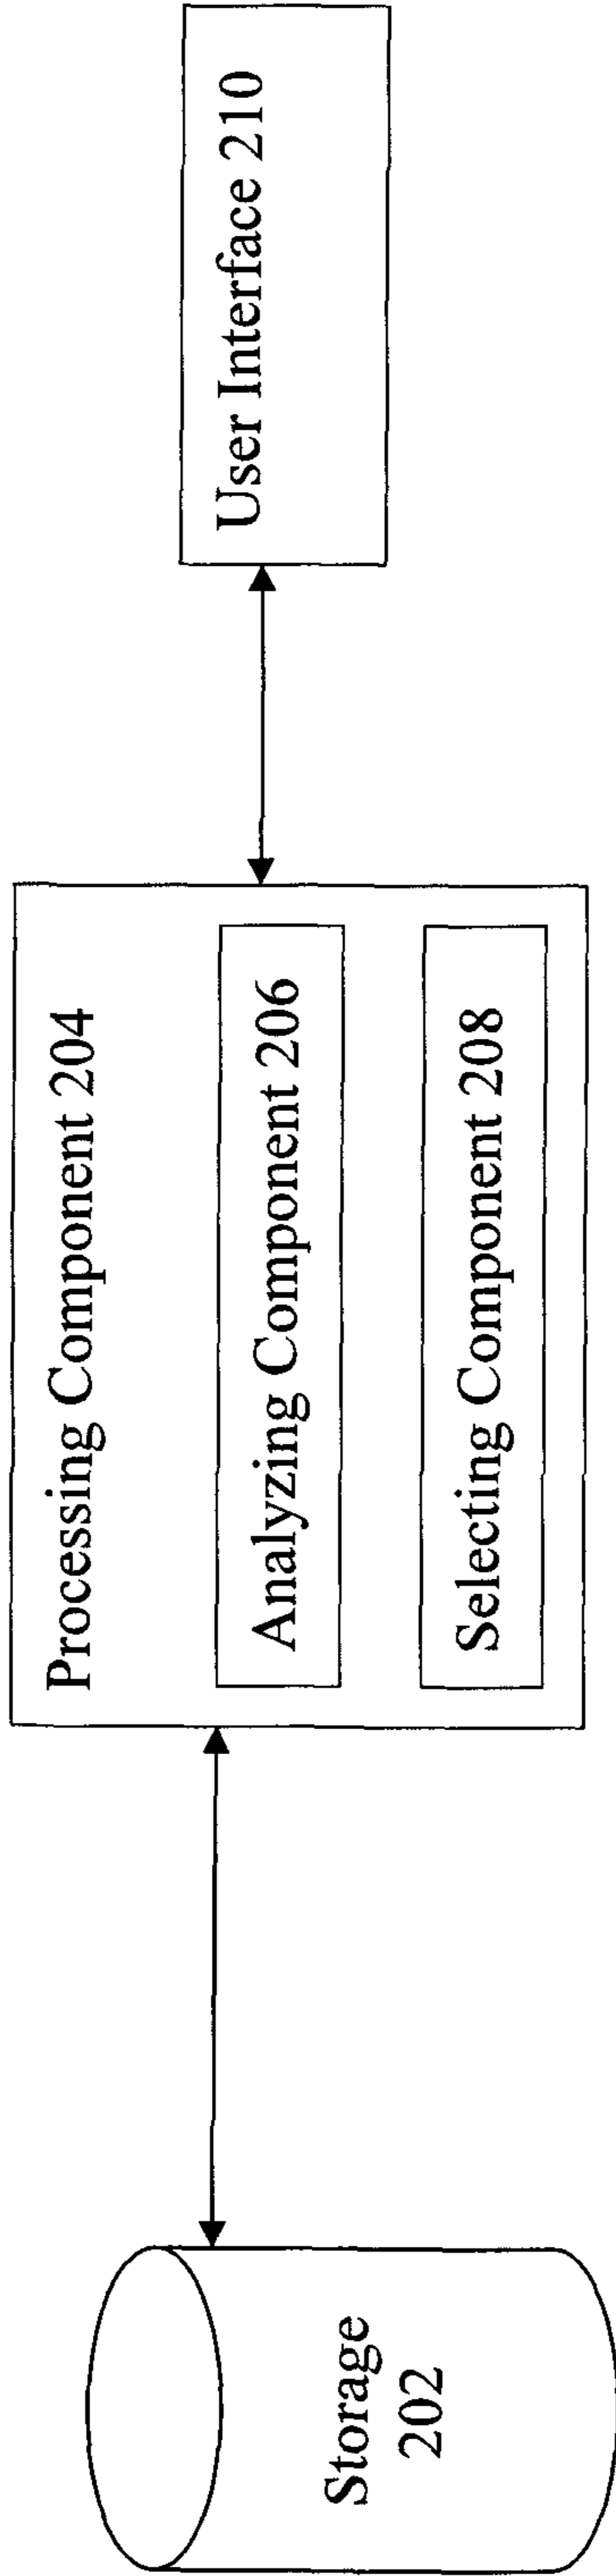 Storage
202
Processing Component 204
Analyzing Component 206
Selecting Component 208
User Interface 210